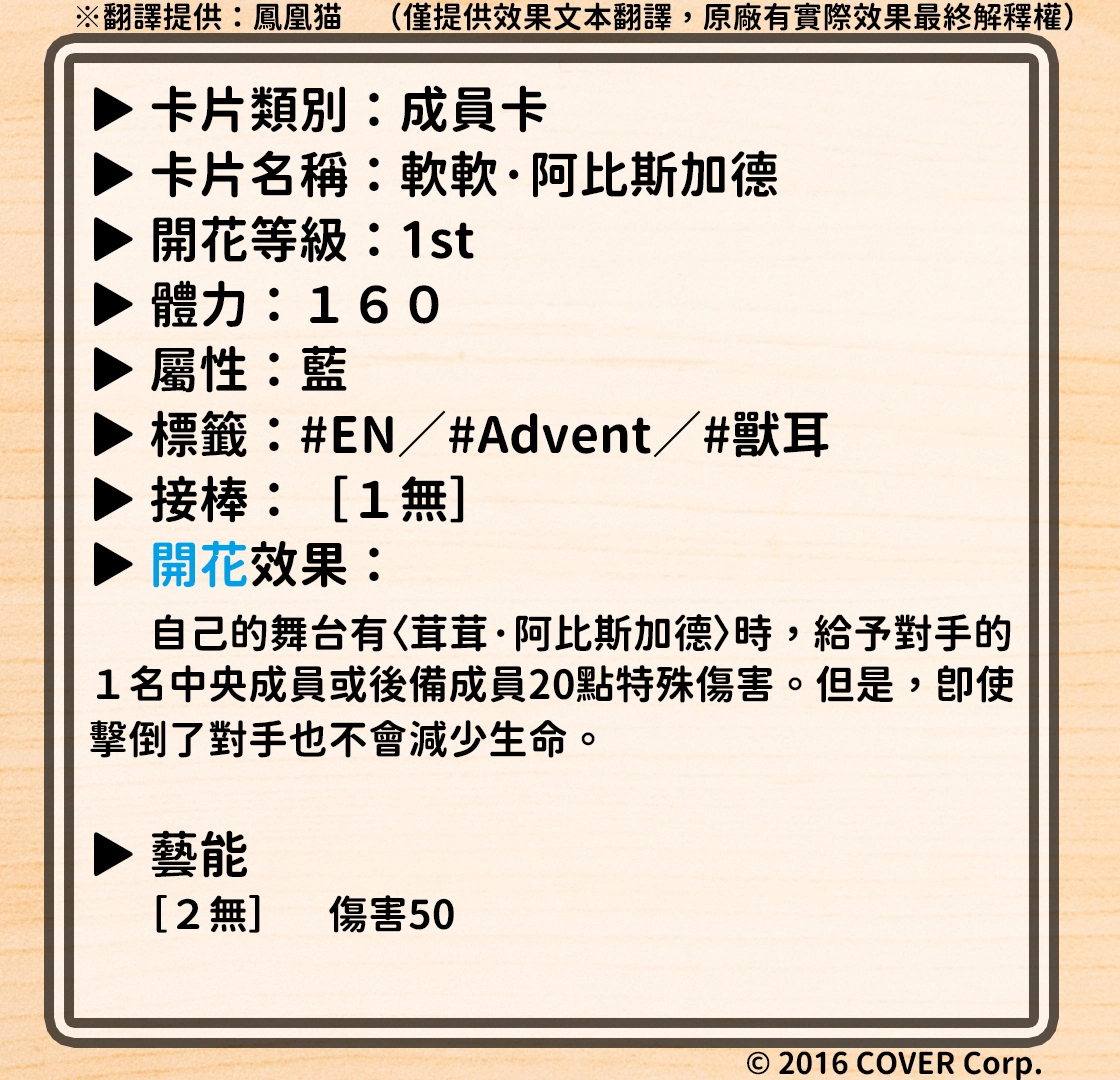 ※翻譯提供：鳳凰猫　（僅提供效果文本翻譯，原廠有實際效果最終解釋權）
▶ 卡片類別：成員卡
▶ 卡片名稱：軟軟·阿比斯加德
▶ 開花等級：1st
▶ 體力：１６０
▶ 屬性：藍
▶ 標籤：#EN／#Advent／#獸耳
▶ 接棒：［１無］
▶ 開花效果：
自己的舞台有〈茸茸·阿比斯加德〉時，給予對手的
１名中央成員或後備成員20點特殊傷害。但是，即使
擊倒了對手也不會減少生命。
▶ 藝能
［２無］　傷害50
© 2016 COVER Corp.